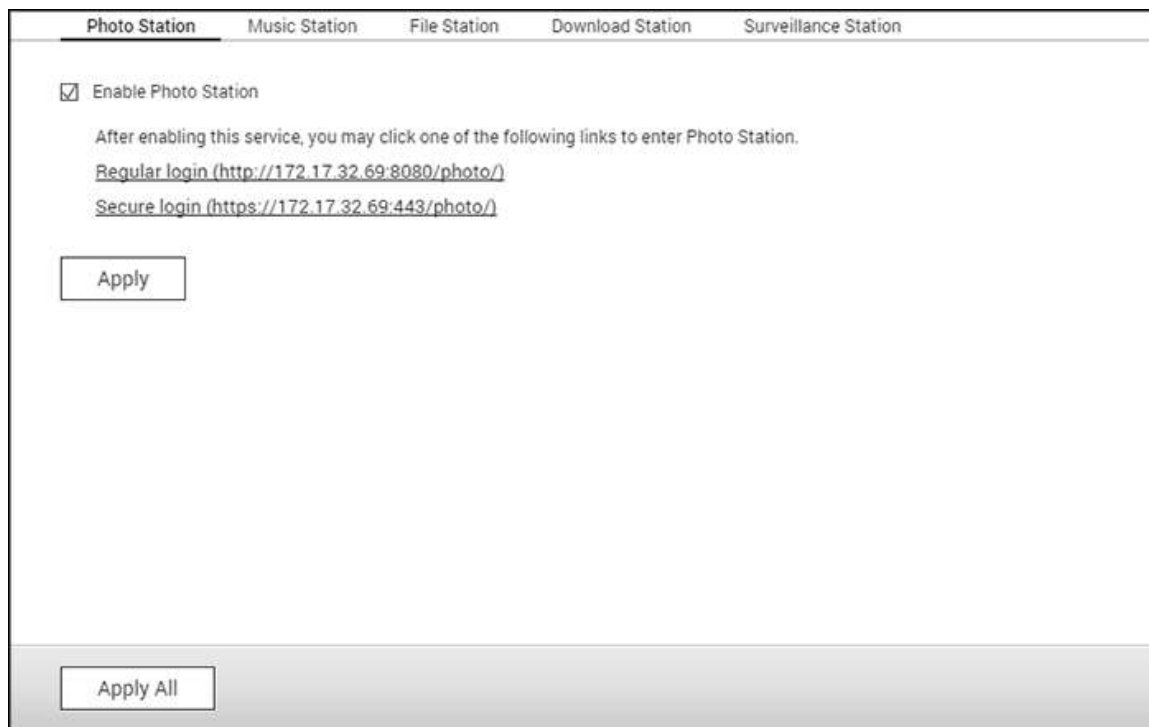 Photo Station Music Station File Station Download Station Surveillance Station
Enable Photo Station
After enabling this service, you may click one of the following links to enter Photo Station.
Regular login (http://172.17.32.69:8080/photo/)
Secure login (https://172.17.32.69:443/photo/)
Apply
Apply All